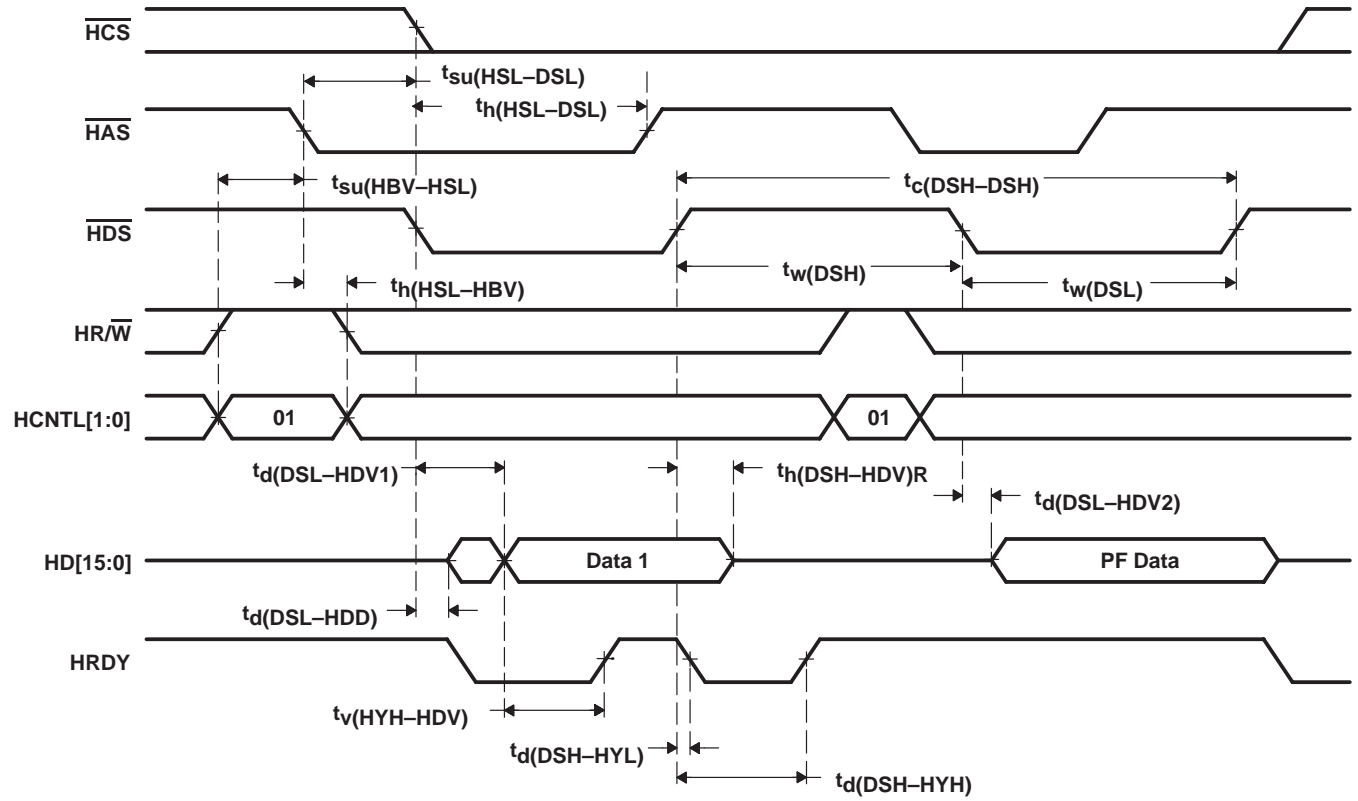 HCS
tsu(HSL–DSL)
th(HSL–DSL)
HAS
tsu(HBV–HSL)
tc(DSH–DSH)
HDS
tw(DSH)
th(HSL–HBV)
tw(DSL)
HR/W
HCNTL[1:0]
01
01
td(DSL–HDV1)
th(DSH–HDV)R
td(DSL–HDV2)
HD[15:0]
Data 1
PF Data
td(DSL–HDD)
HRDY
tv(HYH–HDV)
td(DSH–HYL)
td(DSH–HYH)